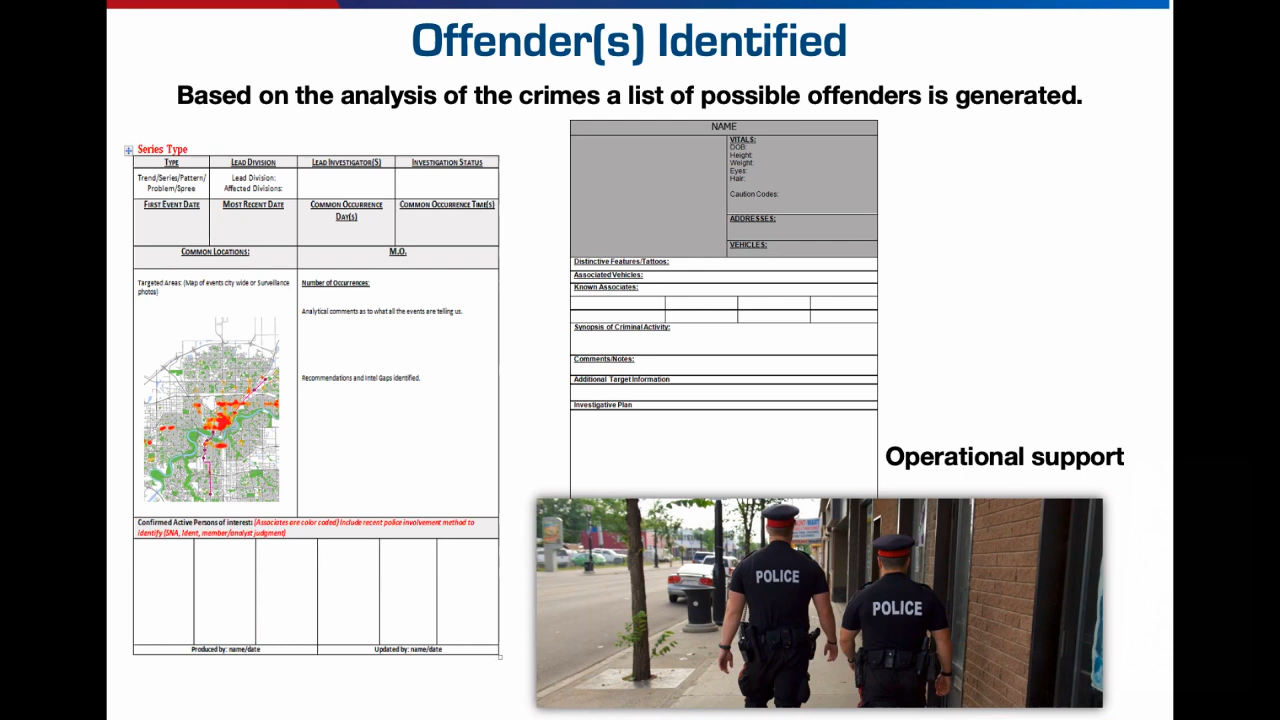 Offender(s) Identified
Based on the analysis of the crimes a list of possible offenders is generated.
Series Type
TYPE
LEAD DIVISION
LEAD INVESTIGATOR(S)
INVESTIGATION STATUS
Trend/Series/Pattern/
Problem/Spree
Lead Division:
Affected Divisions:
FIRST EVENT DATE
MOST RECENT DATE
COMMON OCCURRENCE
DAY(S)
COMMON OCCURRENCE TIME(S)
COMMON LOCATIONS:
M.O.
Targeted Areas: (Map of events city wide or Surveillance
photos)
Number of Occurrences:
Analytical comments as to what all the events are telling us.
Recommendations and Intel Gaps identified.
Confirmed Active Persons of interest: (Associates are color coded) Include recent police involvement method to
identify (SNA, Ident, member/analyst judgment)
Produced by: name/date
Updated by: name/date
NAME
VITALS:
DOB:
Height:
Weight:
Eyes:
Hair:
Caution Codes:
ADDRESSES:
VEHICLES:
Distinctive Features/Tattoos:
Associated Vehicles:
Known Associates:
Synopsis of Criminal Activity:
Comments/Notes:
Additional Target Information
Investigative Plan
Operational support
POLICE
POLICE